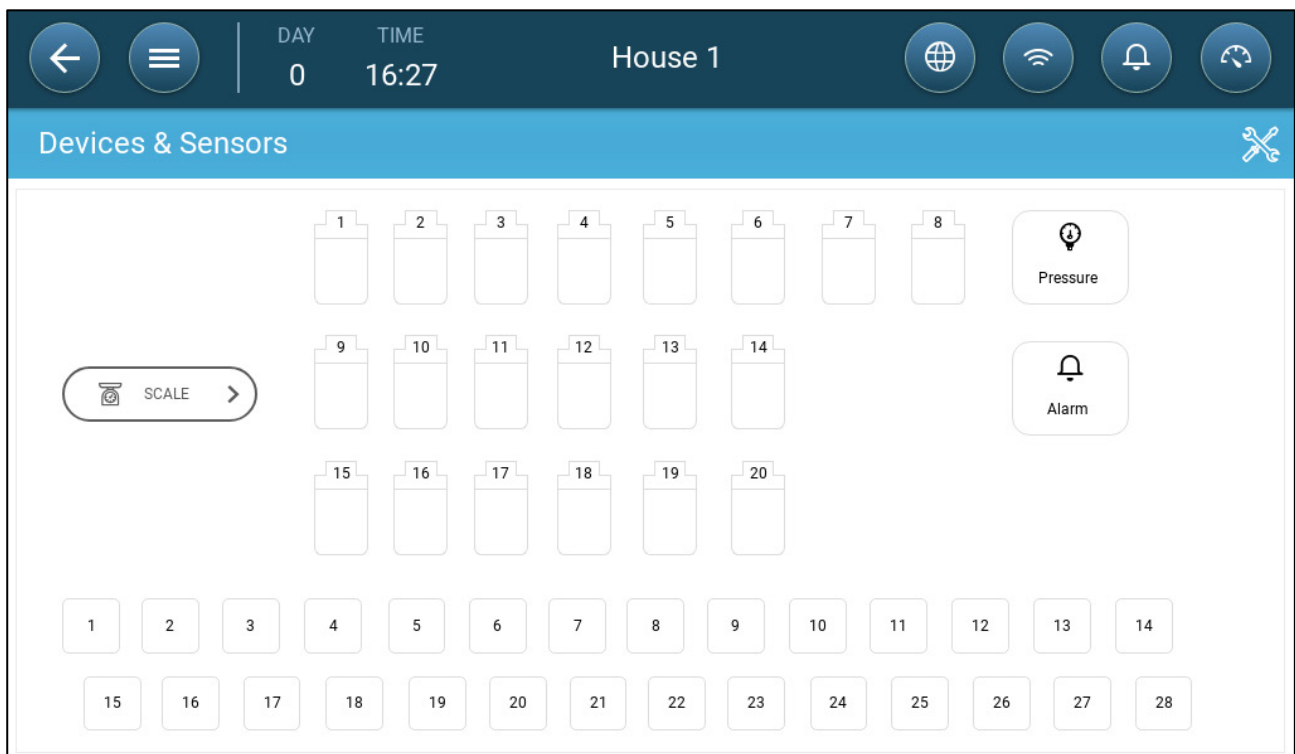 DAY TIME
0 16:27 House 1
Devices & Sensors
1 2 3 4 5 6 7 8
Pressure
9 10 11 12 13 14
SCALE Alarm
15 16 17 18 19 20
1 2 3 4 5 6 7 8 9 10 11 12 13 14
15 16 17 18 19 20 21 22 23 24 25 26 27 28